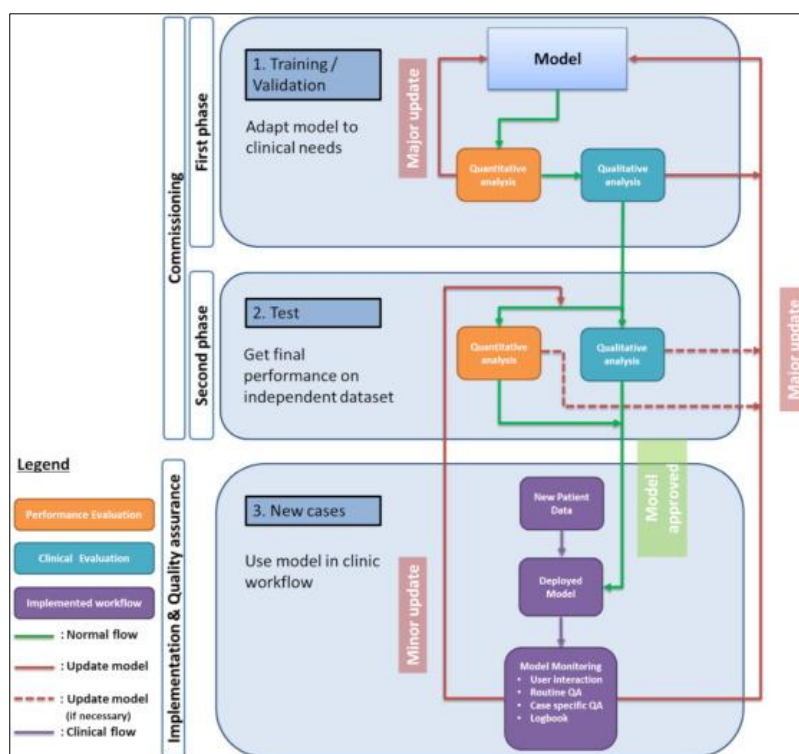 Commissioning
First phase
1. Training /
Validation
Adapt model to
clinical needs
Major update
Model
Quantitative
analysis
Qualitative
analysis
Second phase
2. Test
Get final
performance on
independent dataset
Quantitative
analysis
Qualitative
analysis
Major update
Model
approved
Implementation & Quality assurance
3. New cases
Use model in clinic
workflow
Minor update
New Patient
Data
Deployed
Model
Model Monitoring
• User interaction
• Routine QA
• Case specific QA
• Logbook
Legend
Performance Evaluation
Clinical Evaluation
Implemented workflow
: Normal flow
: Update model
: Update model
(if necessary)
: Clinical flow